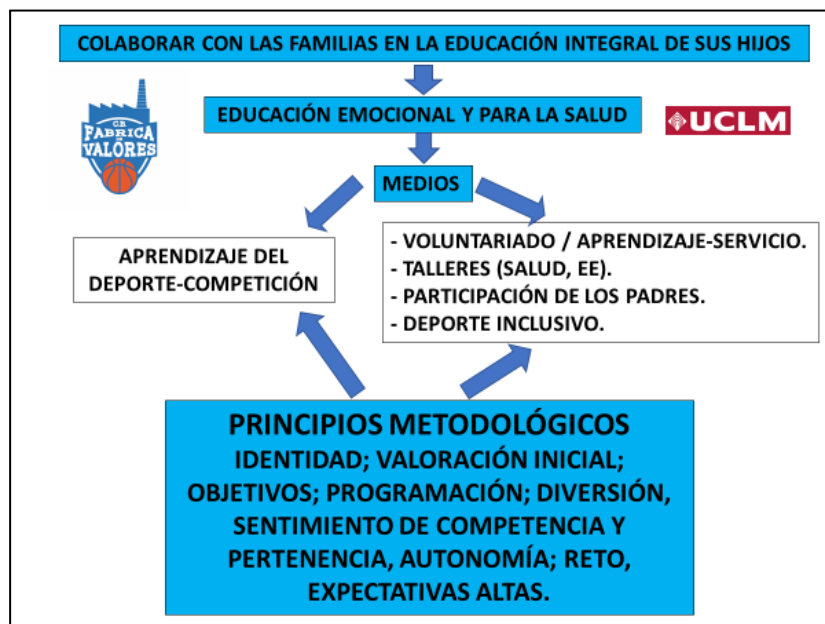 COLABORAR CON LAS FAMILIAS EN LA EDUCACIÓN INTEGRAL DE SUS HIJOS
EDUCACIÓN EMOCIONAL Y PARA LA SALUD
C.B.
FABRICA
DE
VALORES
UCLM
MEDIOS
APRENDIZAJE DEL
DEPORTE-COMPETICIÓN
- VOLUNTARIADO / APRENDIZAJE-SERVICIO.
- TALLERES (SALUD, EE).
- PARTICIPACIÓN DE LOS PADRES.
- DEPORTE INCLUSIVO.
PRINCIPIOS METODOLÓGICOS
IDENTIDAD; VALORACIÓN INICIAL;
OBJETIVOS; PROGRAMACIÓN; DIVERSIÓN,
SENTIMIENTO DE COMPETENCIA Y
PERTENENCIA, AUTONOMÍA; RETO,
EXPECTATIVAS ALTAS.